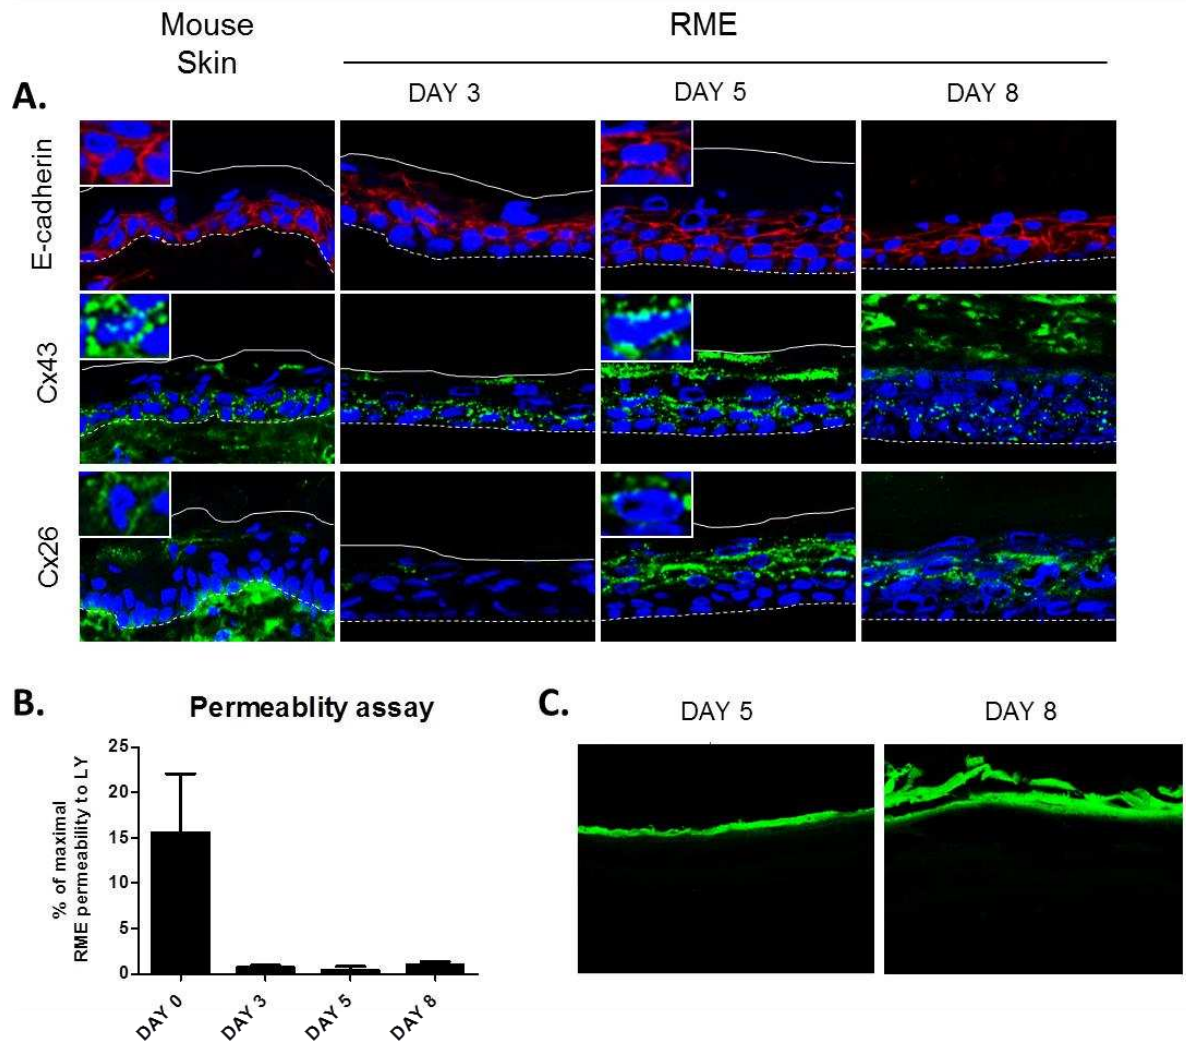 Mouse
Skin
RME
DAY 3
DAY 5
DAY 8
A.
E-cadherin
Cx43
Cx26
B.
Permeablity assay
% of maximal
RME permeability to LY
25
20
15
10
5
0
DAY 0
DAY 3
DAY 5
DAY 8
C.
DAY 5
DAY 8